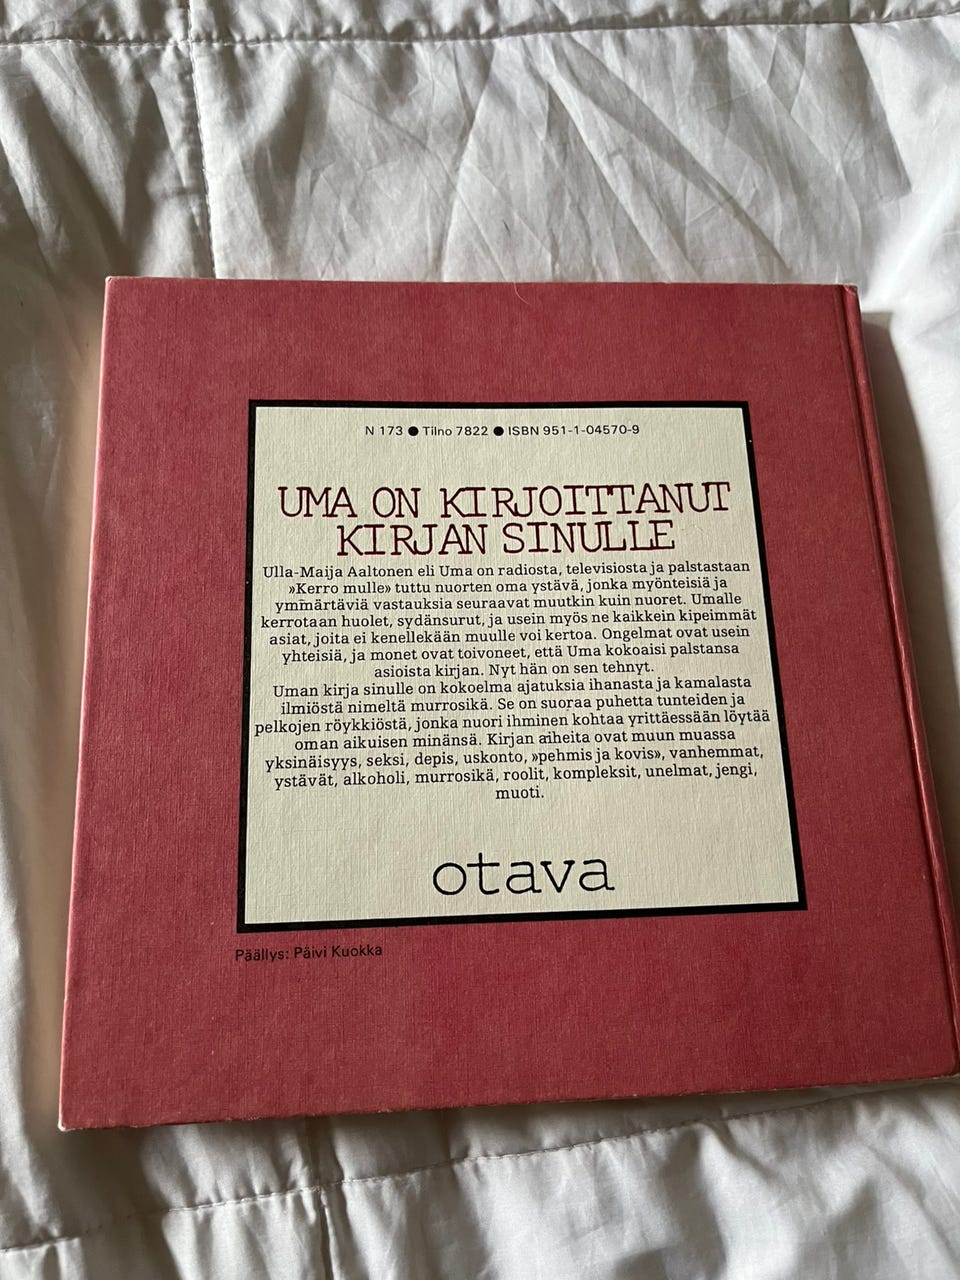 N 173 ● Tilno 7822 ● ISBN 951-1-04570-9
UMA ON KIRJOITTANUT
KIRJAN SINULLE
Ulla-Maija Aaltonen eli Uma on radiosta, televisiosta ja palstastaan
»Kerro mulle» tuttu nuorten oma ystävä, jonka myönteisiä ja
ymmärtäviä vastauksia seuraavat muutkin kuin nuoret. Umalle
kerrotaan huolet, sydänsurut, ja usein myös ne kaikkein kipeimmät
asiat, joita ei kenellekään muulle voi kertoa. Ongelmat ovat usein
yhteisiä, ja monet ovat toivoneet, että Uma kokoaisi palstansa
asioista kirjan. Nyt hän on sen tehnyt.
Uman kirja sinulle on kokoelma ajatuksia ihanasta ja kamalasta
ilmiöstä nimeltä murrosikä. Se on suoraa puhetta tunteiden ja
pelkojen röykkiöstä, jonka nuori ihminen kohtaa yrittäessään löytää
oman aikuisen minänsä. Kirjan aiheita ovat muun muassa
yksinäisyys, seksi, depis, uskonto, »pehmis ja kovis», vanhemmat,
ystävät, alkoholi, murrosikä, roolit, kompleksit, unelmat, jengi,
muoti.
otava
Päällys: Päivi Kuokka